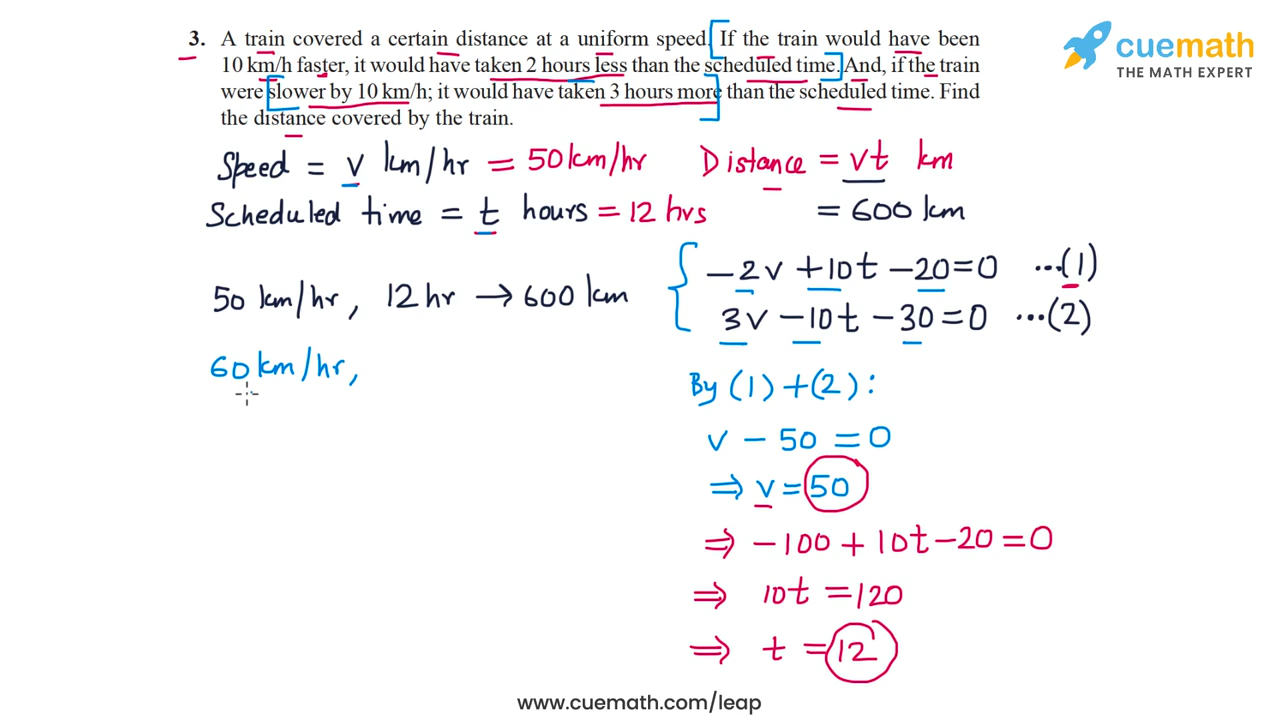 3. A train covered a certain distance at a uniform speed. If the train would have been
10 km/h faster, it would have taken 2 hours less than the scheduled time. And, if the train
were slower by 10 km/h; it would have taken 3 hours more than the scheduled time. Find
the distance covered by the train.
cuemath
THE MATH EXPERT
Speed = v km/hr = 50 km/hr
Scheduled time = t hours = 12 hrs
Distance = vt km
= 600 km
50 km/hr, 12 hr → 600 km
60 km/hr,
-2v +10t -20=0 ...(1)
3v -10t -30=0 ...(2)
By (1)+(2):
v - 50 = 0
⇒ v = 50
⇒ -100 + 10t -20 = 0
⇒ 10t = 120
⇒ t = 12
www.cuemath.com/leap